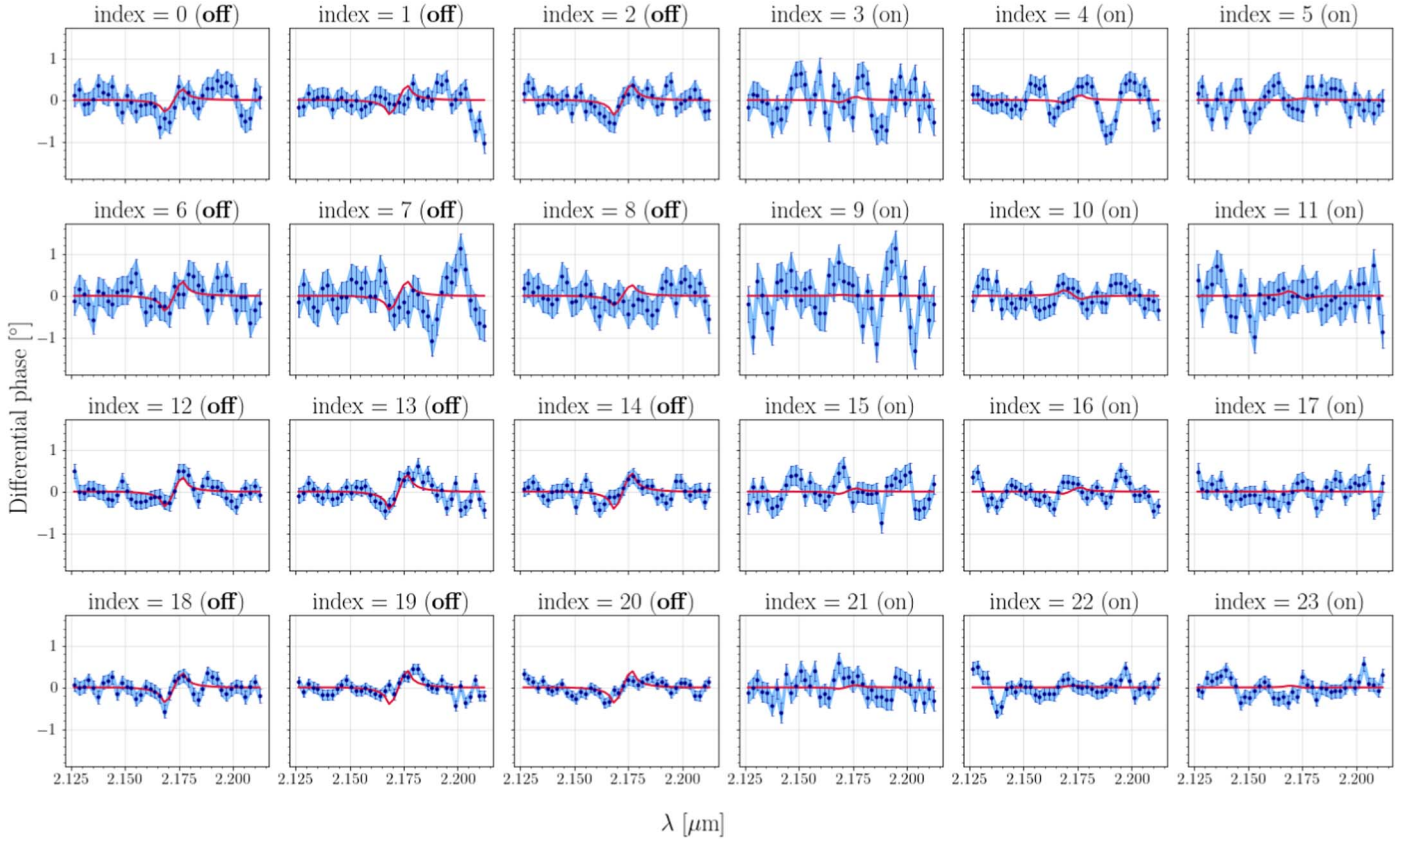 index = 0 (off) index = 1 (off) index = 2 (off) index = 3 (on) index = 4 (on) index = 5 (on)
1
0
−1
index = 6 (off) index = 7 (off) index = 8 (off) index = 9 (on) index = 10 (on) index = 11 (on)
1
0
−1
Differential phase [°]
index = 12 (off) index = 13 (off) index = 14 (off) index = 15 (on) index = 16 (on) index = 17 (on)
1
0
−1
index = 18 (off) index = 19 (off) index = 20 (off) index = 21 (on) index = 22 (on) index = 23 (on)
1
0
−1
2.125 2.150 2.175 2.200 2.125 2.150 2.175 2.200 2.125 2.150 2.175 2.200 2.125 2.150 2.175 2.200 2.125 2.150 2.175 2.200 2.125 2.150 2.175 2.200
λ [μm]